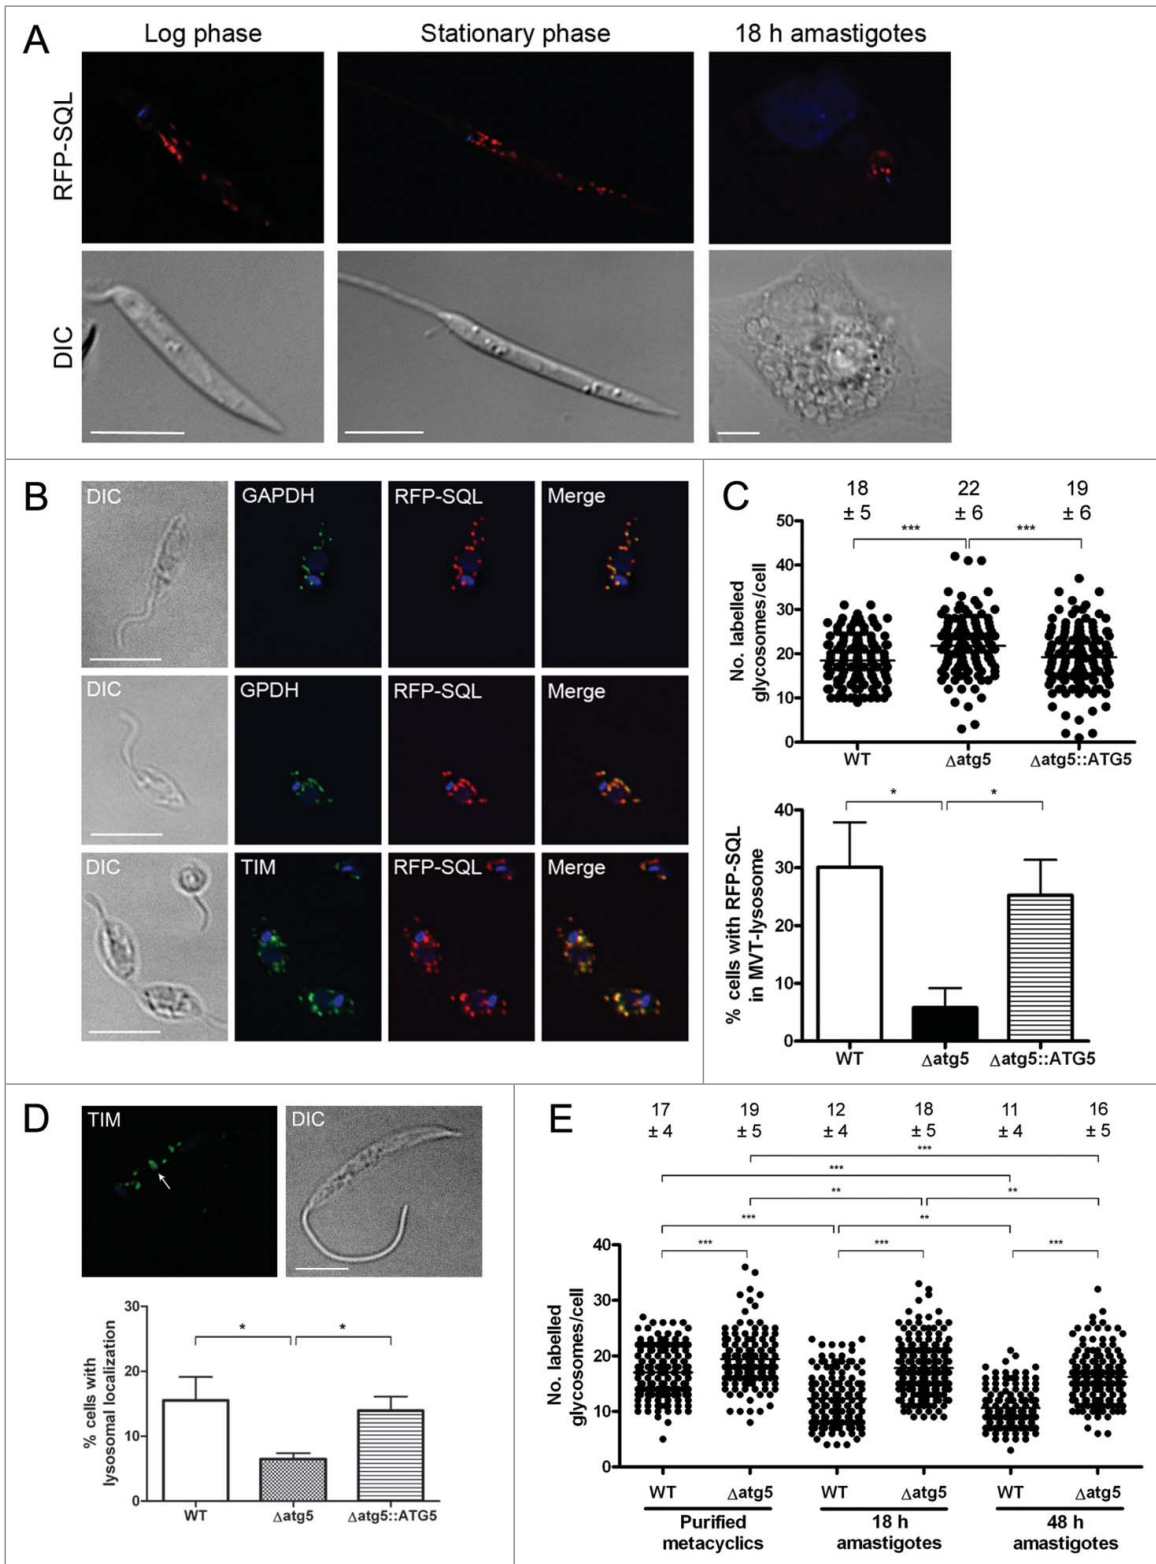 A
Log phase
Stationary phase
18 h amastigotes
RFP-SQL
DIC
B
DIC
GAPDH
RFP-SQL
Merge
DIC
GPDH
RFP-SQL
Merge
DIC
TIM
RFP-SQL
Merge
C
18
± 5
22
± 6
19
± 6
***
***
No. labelled
glycosomes/cell
50
40
30
20
10
0
WT
Δatg5
Δatg5::ATG5
*
*
% cells with RFP-SQL
in MVT-lysosome
40
30
20
10
0
WT
Δatg5
Δatg5::ATG5
D
TIM
DIC
% cells with
lysosomal localization
30
20
10
0
*
*
WT
Δatg5
Δatg5::ATG5
E
17
± 4
19
± 5
12
± 4
18
± 5
11
± 4
16
± 5
***
***
**
**
***
**
***
***
***
No. labelled
glycosomes/cell
40
30
20
10
0
WT
Δatg5
WT
Δatg5
WT
Δatg5
Purified
metacyclics
18 h
amastigotes
48 h
amastigotes